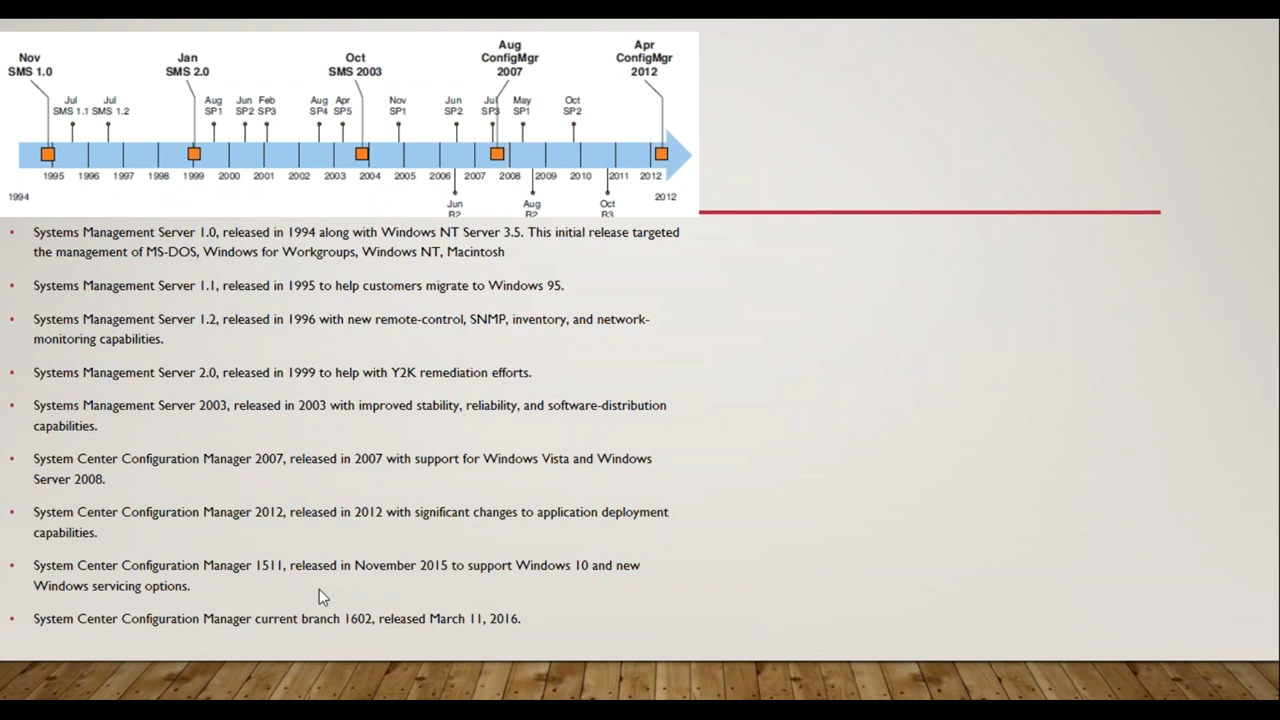 Nov
SMS 1.0
Jan
SMS 2.0
Oct
SMS 2003
Aug
ConfigMgr
2007
Apr
ConfigMgr
2012
Jul
SMS 1.1
Jul
SMS 1.2
Aug
SP1
Jun
SP2
Feb
SP3
Aug
SP4
Apr
SP5
Nov
SP1
Jun
SP2
Jul
SP3
May
SP1
Oct
SP2
1995 1996 1997 1998 1999 2000 2001 2002 2003 2004 2005 2006 2007 2008 2009 2010 2011 2012
1994
2012
Jun
R2
Aug
R2
Oct
R3
• Systems Management Server 1.0, released in 1994 along with Windows NT Server 3.5. This initial release targeted
the management of MS-DOS, Windows for Workgroups, Windows NT, Macintosh
• Systems Management Server 1.1, released in 1995 to help customers migrate to Windows 95.
• Systems Management Server 1.2, released in 1996 with new remote-control, SNMP, inventory, and network-
monitoring capabilities.
• Systems Management Server 2.0, released in 1999 to help with Y2K remediation efforts.
• Systems Management Server 2003, released in 2003 with improved stability, reliability, and software-distribution
capabilities.
• System Center Configuration Manager 2007, released in 2007 with support for Windows Vista and Windows
Server 2008.
• System Center Configuration Manager 2012, released in 2012 with significant changes to application deployment
capabilities.
• System Center Configuration Manager 1511, released in November 2015 to support Windows 10 and new
Windows servicing options.
• System Center Configuration Manager current branch 1602, released March 11, 2016.